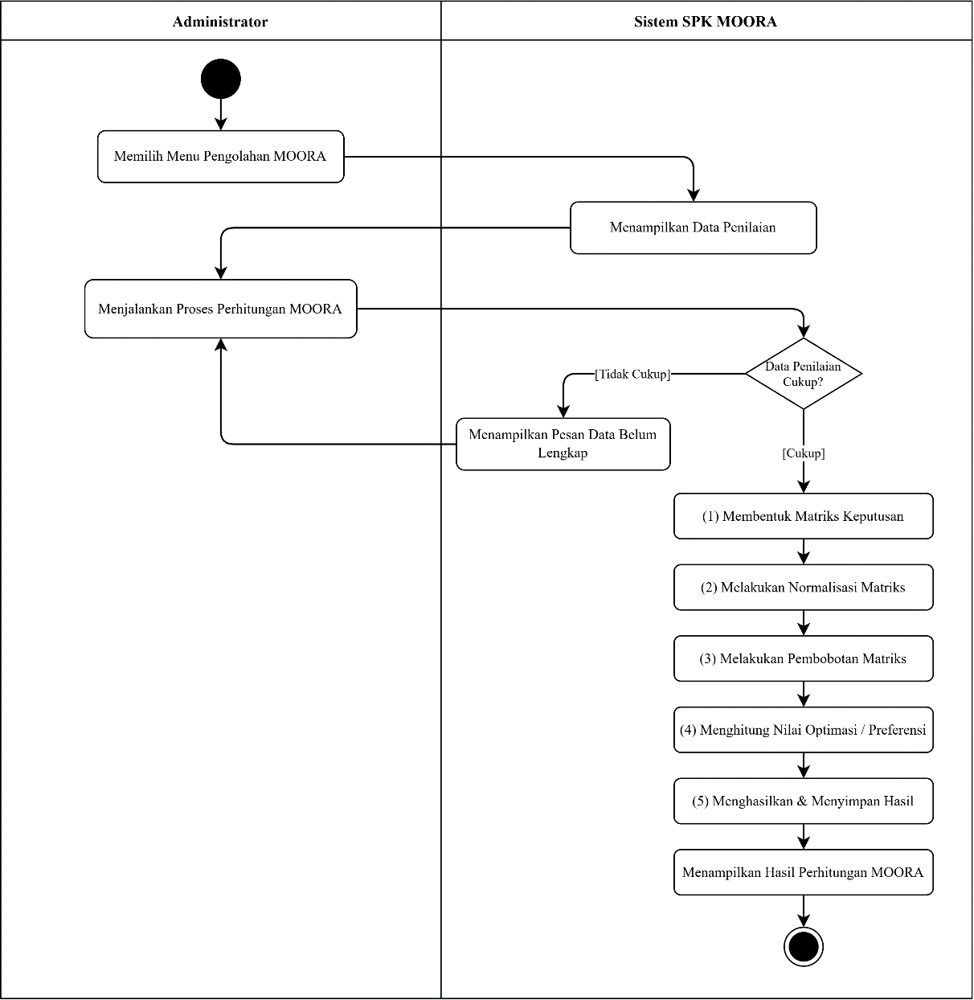 Administrator
Sistem SPK MOORA
Memilih Menu Pengolahan MOORA
Menampilkan Data Penilaian
Menjalankan Proses Perhitungan MOORA
Data Penilaian
Cukup?
[Tidak Cukup]
Menampilkan Pesan Data Belum
Lengkap
[Cukup]
(1) Membentuk Matriks Keputusan
(2) Melakukan Normalisasi Matriks
(3) Melakukan Pembobotan Matriks
(4) Menghitung Nilai Optimasi / Preferensi
(5) Menghasilkan & Menyimpan Hasil
Menampilkan Hasil Perhitungan MOORA